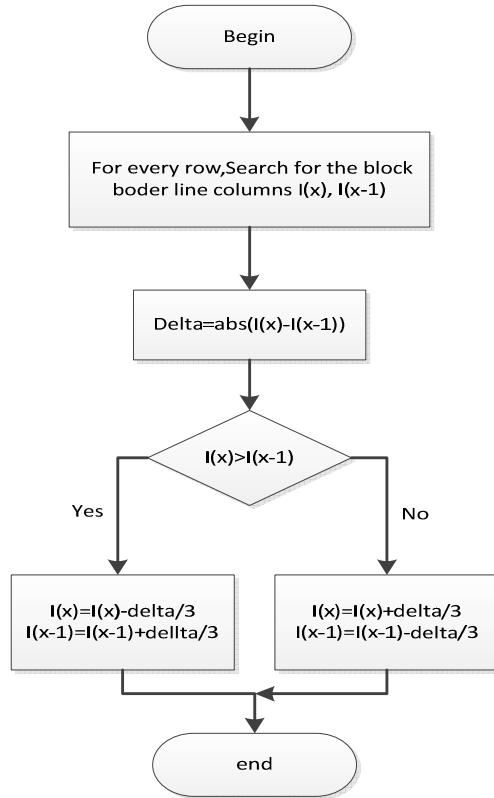 Begin
For every row,Search for the block
boder line columns I(x), I(x-1)
Delta=abs(I(x)-I(x-1))
I(x)>I(x-1)
Yes
No
I(x)=I(x)-delta/3
I(x-1)=I(x-1)+dellta/3
I(x)=I(x)+delta/3
I(x-1)=I(x-1)-delta/3
end